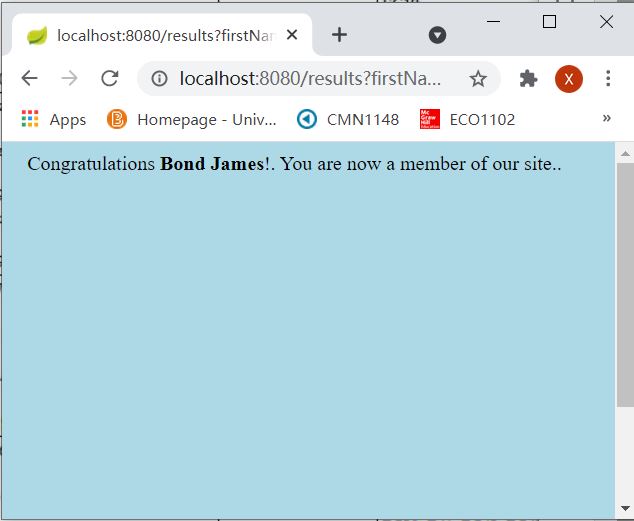 localhost:8080/results?firstNam
localhost:8080/results?firstNa...
X
Apps
Homepage - Univ...
CMN1148
Mc Graw Hill Education
ECO1102
»
Congratulations Bond James!. You are now a member of our site..